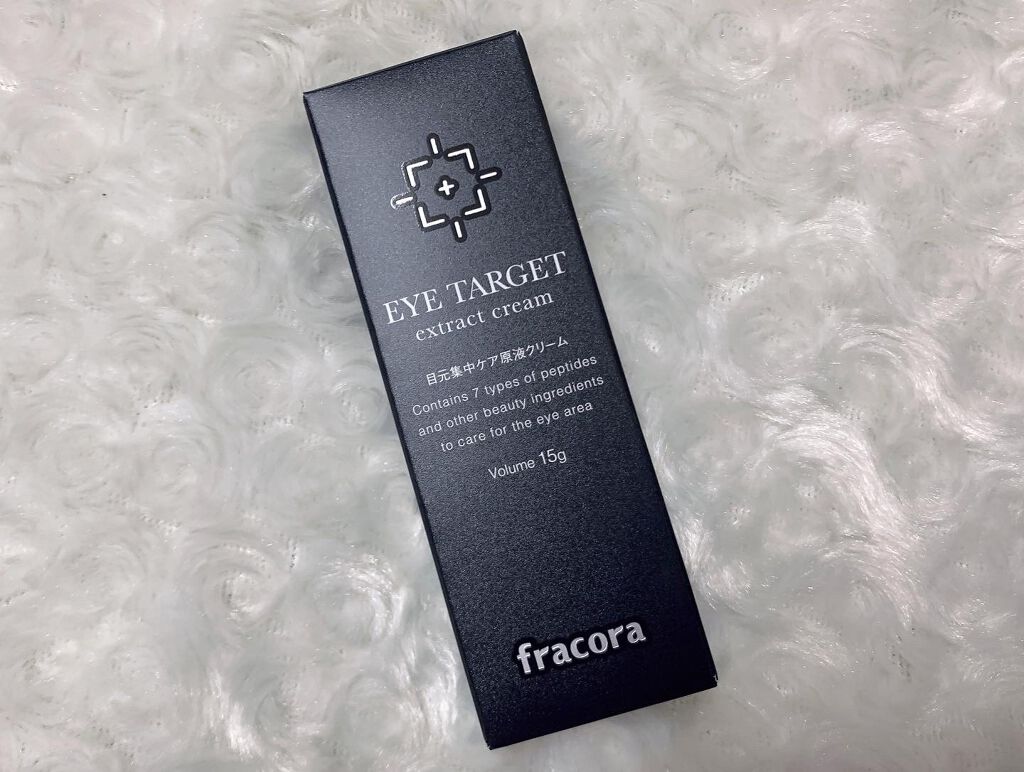 EYE TARGET
extract cream
目元集中ケア原液クリーム
Contains 7 types of peptides
and other beauty ingredients
to care for the eye area
Volume 15g
fracora